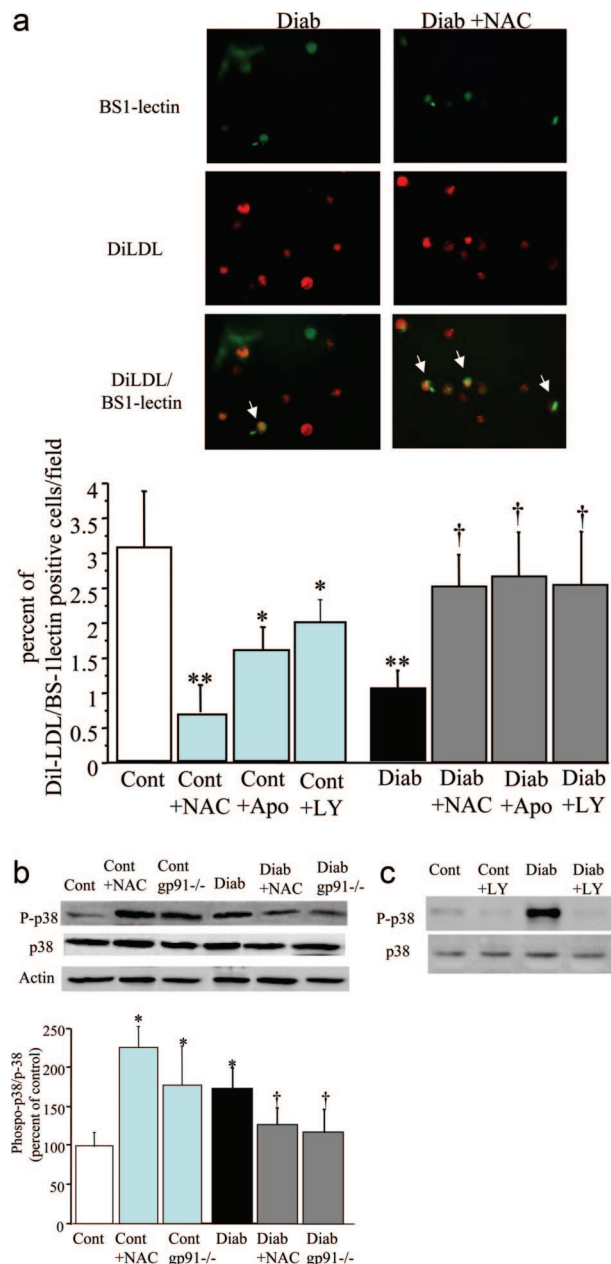 a
Diab Diab +NAC
BS1-lectin
DiLDL
DiLDL/
BS1-lectin
percent of
Dil-LDL/BS-1lectin positive cells/field
4
3.5
3
2.5
2
1.5
1
0.5
0
** * * ** † † †
Cont Cont Cont Cont Diab Diab Diab Diab
+NAC +Apo +LY +NAC +Apo +LY
b
Cont Cont Cont Diab Diab Diab
+NAC gp91-/- +NAC gp91-/-
P-p38
p38
Actin
Phospo-p38/p-38
(percent of control)
250
200
150
100
50
0
* * * † †
Cont Cont Cont Diab Diab Diab
+NAC gp91-/- +NAC gp91-/-
c
Cont Cont Diab Diab
+LY +LY
P-p38
p38